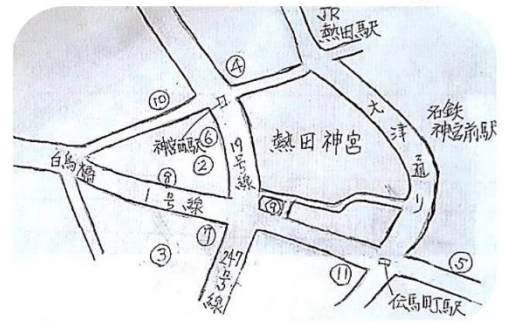 JR
熱田駅
④
大津通り
名鉄
神宮前駅
⑩
神宮西駅
⑥
②
19号線
熱田神宮
白鳥橋
⑧
1号線
⑨
⑦
③
247号線
⑪
⑤
伝馬町駅